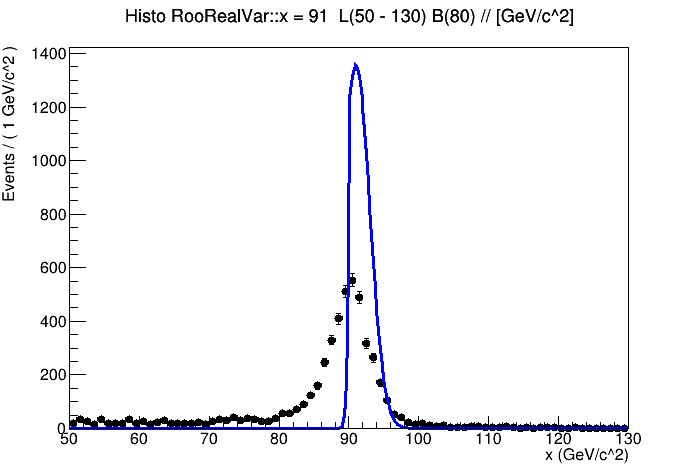 Histo RooRealVar::x = 91 L(50 - 130) B(80) // [GeV/c^2]
Events / ( 1 GeV/c^2 )
1400
1200
1000
800
600
400
200
0
50 60 70 80 90 100 110 120 130
x (GeV/c^2)